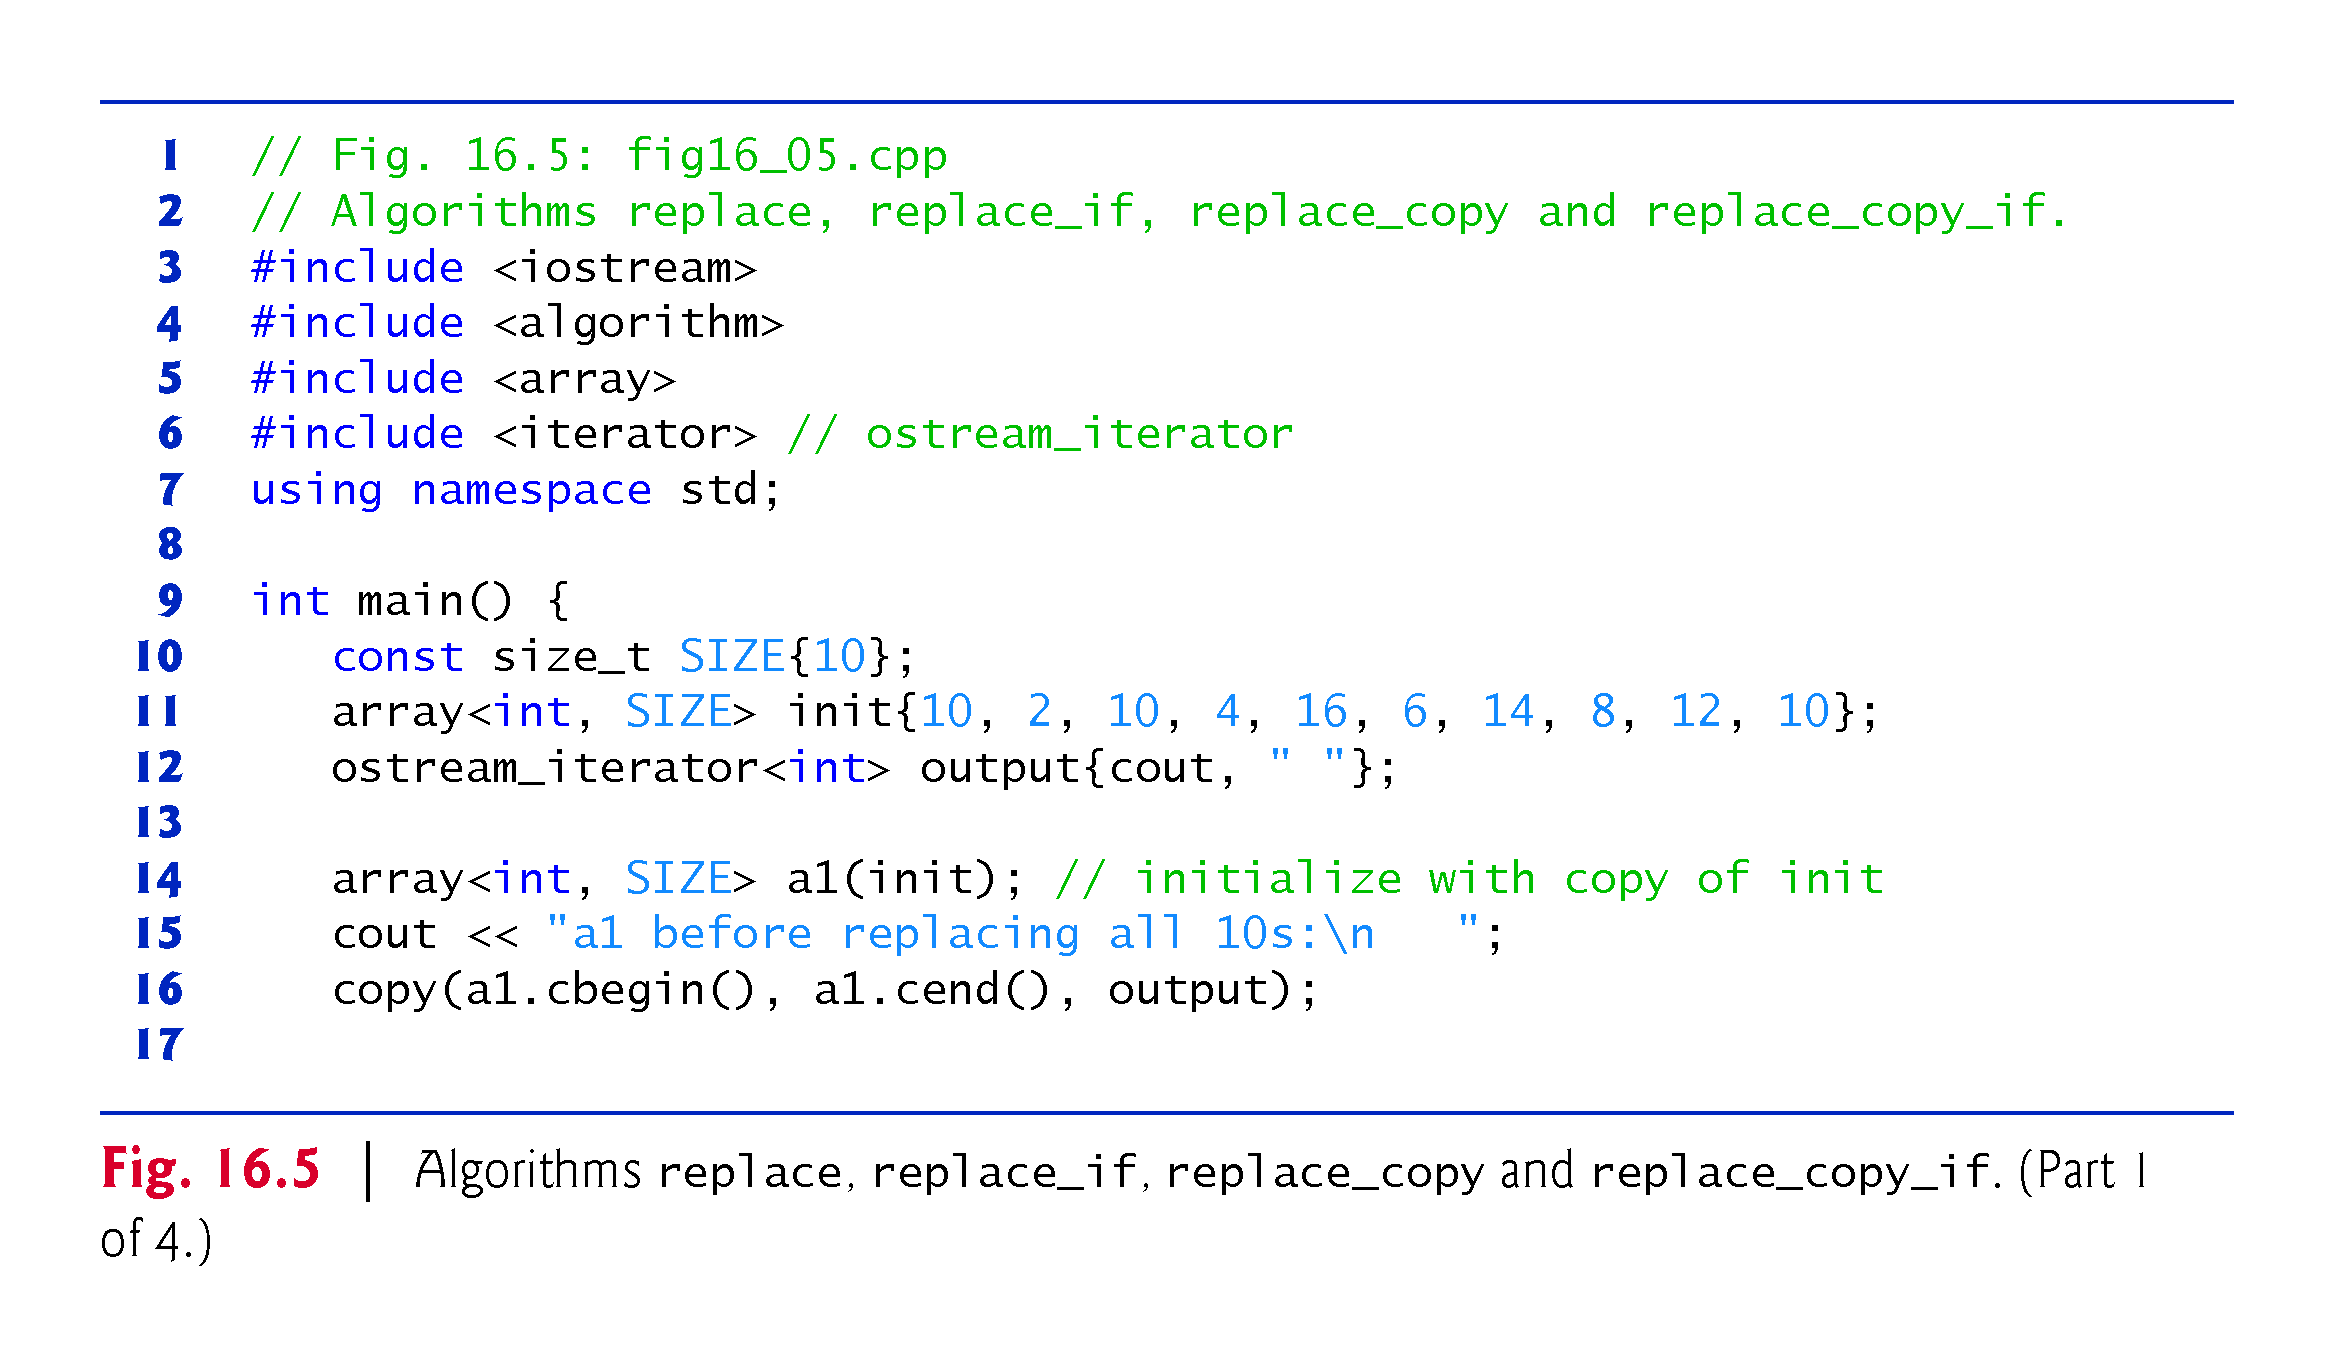 1 // Fig. 16.5: fig16_05.cpp
2 // Algorithms replace, replace_if, replace_copy and replace_copy_if.
3 #include <iostream>
4 #include <algorithm>
5 #include <array>
6 #include <iterator> // ostream_iterator
7 using namespace std;
8
9 int main() {
10    const size_t SIZE{10};
11    array<int, SIZE> init{10, 2, 10, 4, 16, 6, 14, 8, 12, 10};
12    ostream_iterator<int> output{cout, " "};
13
14    array<int, SIZE> a1(init); // initialize with copy of init
15    cout << "a1 before replacing all 10s:\n   ";
16    copy(a1.cbegin(), a1.cend(), output);
17
Fig. 16.5 | Algorithms replace, replace_if, replace_copy and replace_copy_if. (Part 1
of 4.)